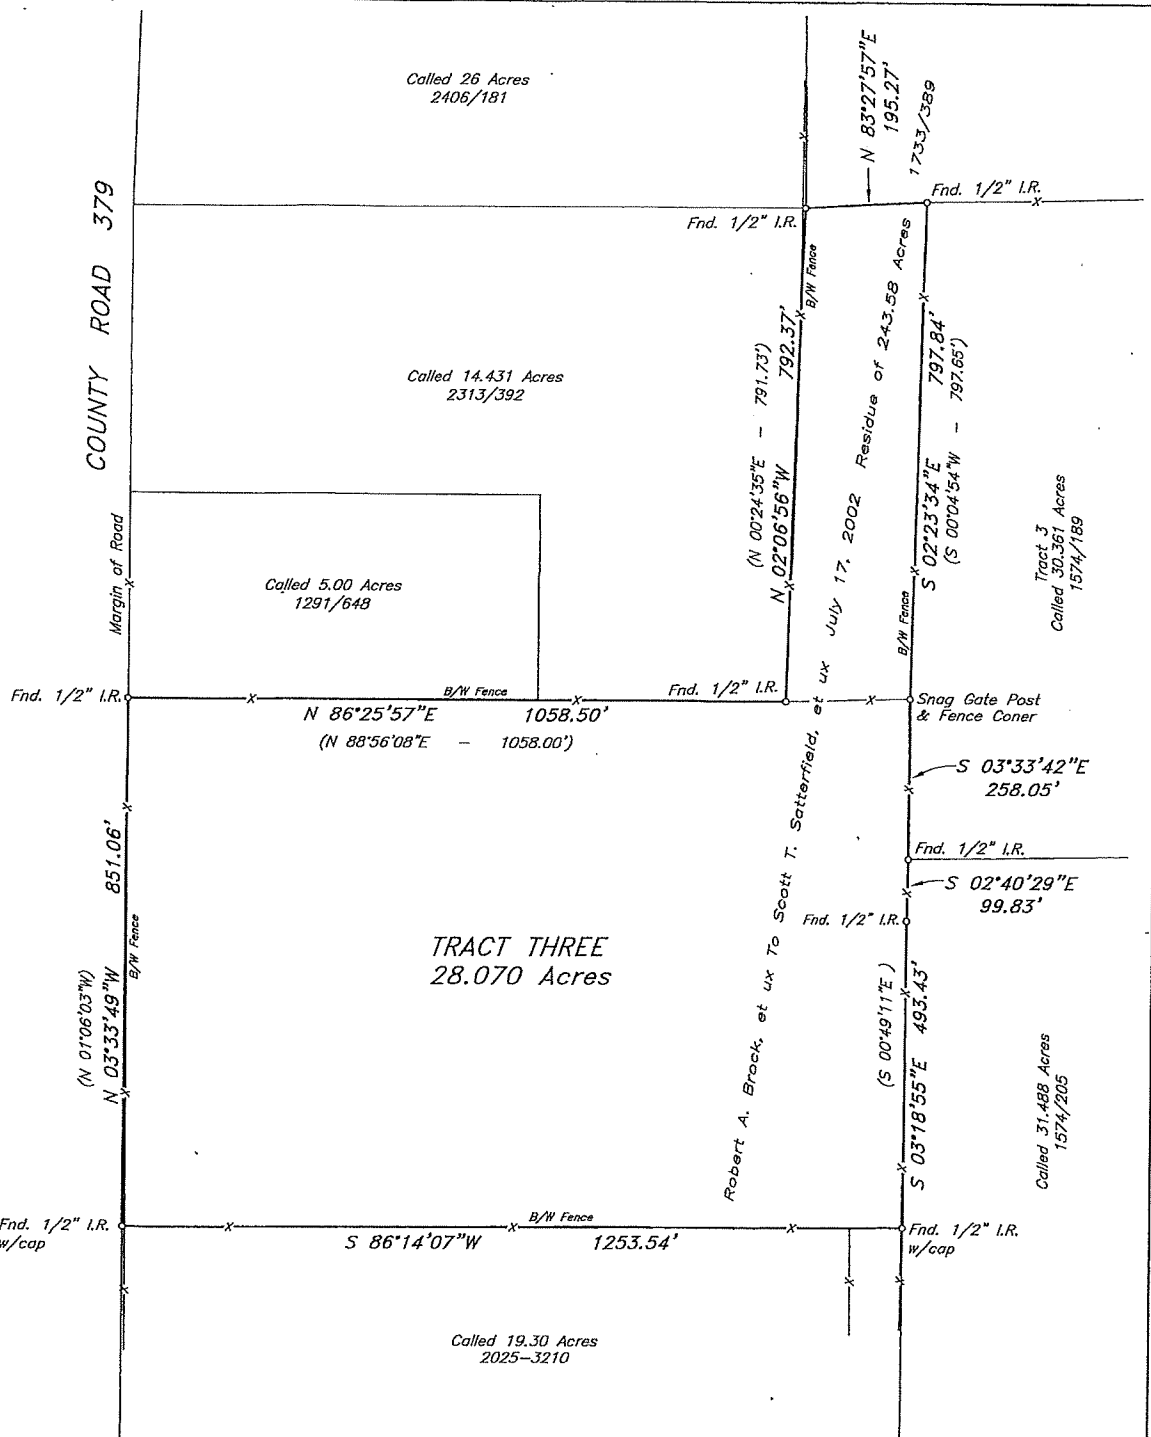 Called 26 Acres
2406/181
N 83°27'57"E
195.27'
1733/389
Fnd. 1/2" I.R.
Fnd. 1/2" I.R.
COUNTY ROAD 379
B/W Fence
Called 14.431 Acres
2313/392
(N 00°24'35"E - 791.73')
N 02°06'56"W 792.37'
S 02°23'34"E 797.84'
(S 00°04'54"W - 797.65')
Tract 3
Called 30.361 Acres
1574/189
Margin of Road
Called 5.00 Acres
1291/648
B/W Fence
Fnd. 1/2" I.R.
B/W Fence
Fnd. 1/2" I.R.
Snag Gate Post
& Fence Coner
N 86°25'57"E 1058.50'
(N 88°56'08"E - 1058.00')
S 03°33'42"E
258.05'
Fnd. 1/2" I.R.
S 02°40'29"E
99.83'
Fnd. 1/2" I.R.
(N 01°06'03"W)
N 03°33'49"W 851.06'
B/W Fence
TRACT THREE
28.070 Acres
Robert A. Brock, et ux To Scott T. Satterfield, et ux July 17, 2002 Residue of 243.58 Acres
(S 00°49'11"E )
S 03°18'55"E 493.43'
Called 31.488 Acres
1574/205
Fnd. 1/2" I.R.
w/cap
B/W Fence
S 86°14'07"W 1253.54'
Fnd. 1/2" I.R.
w/cap
Called 19.30 Acres
2025-3210